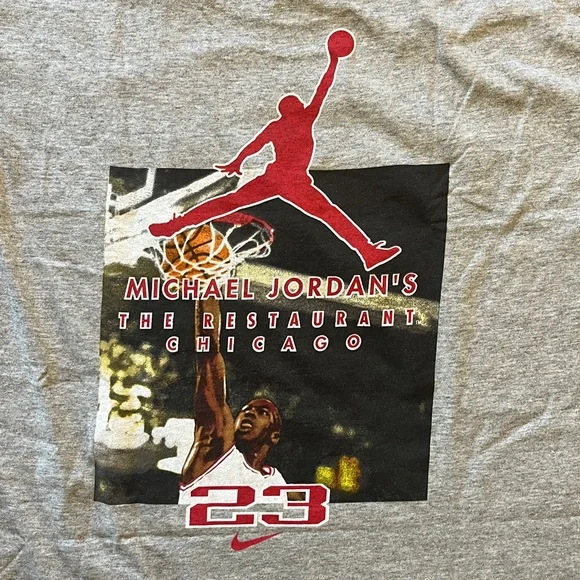 MICHAEL JORDAN'S
THE RESTAURANT
CHICAGO
23